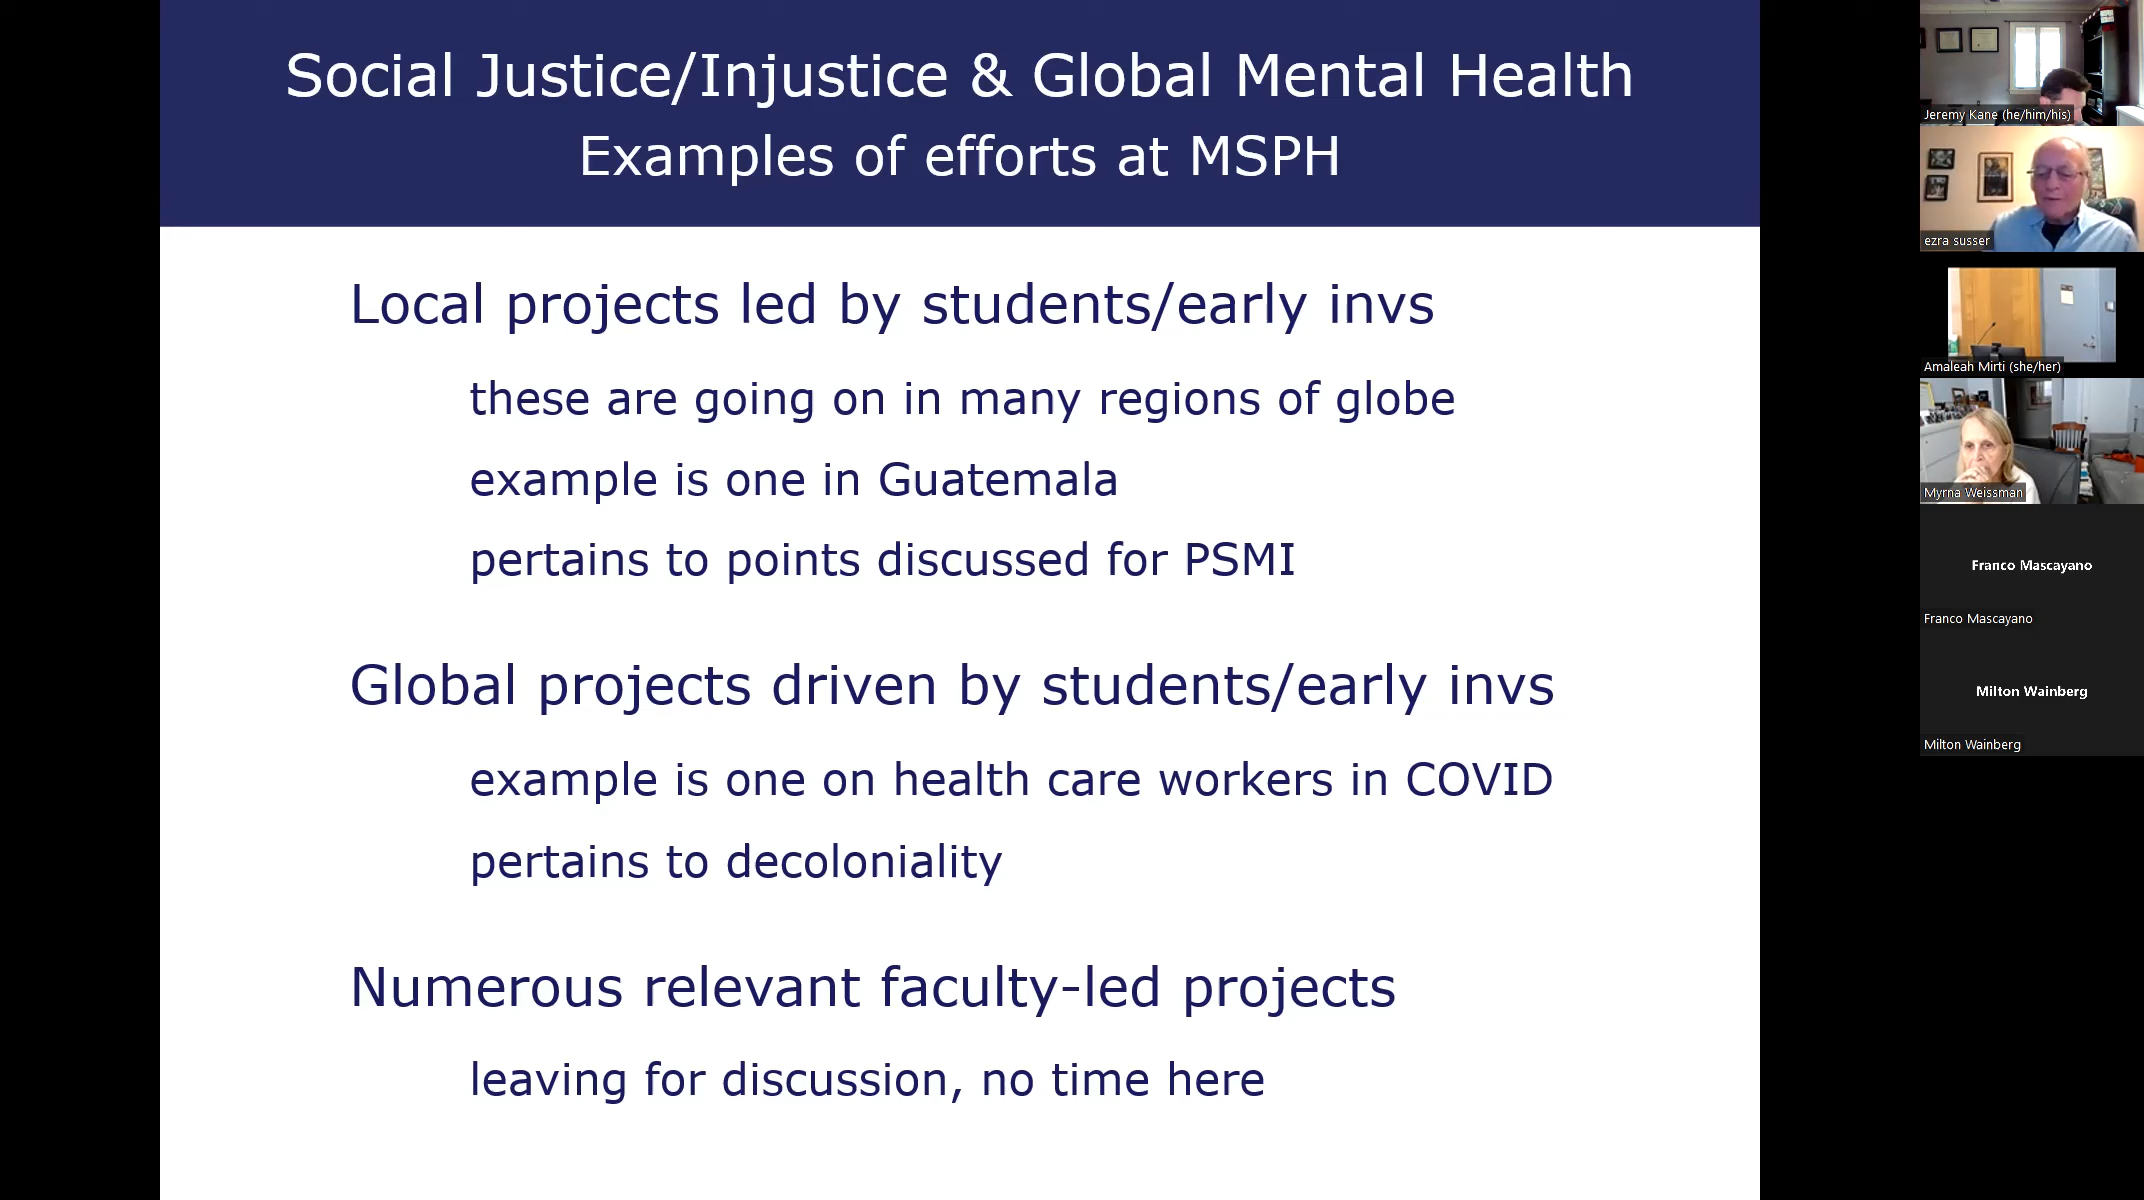 Social Justice/Injustice & Global Mental Health
Examples of efforts at MSPH
Local projects led by students/early invs
these are going on in many regions of globe
example is one in Guatemala
pertains to points discussed for PSMI
Global projects driven by students/early invs
example is one on health care workers in COVID
pertains to decoloniality
Numerous relevant faculty-led projects
leaving for discussion, no time here
Jeremy Kane (he/him/his)
ezra susser
Amaleah Mirti (she/her)
Myrna Weissman
Franco Mascayano
Franco Mascayano
Milton Wainberg
Milton Wainberg